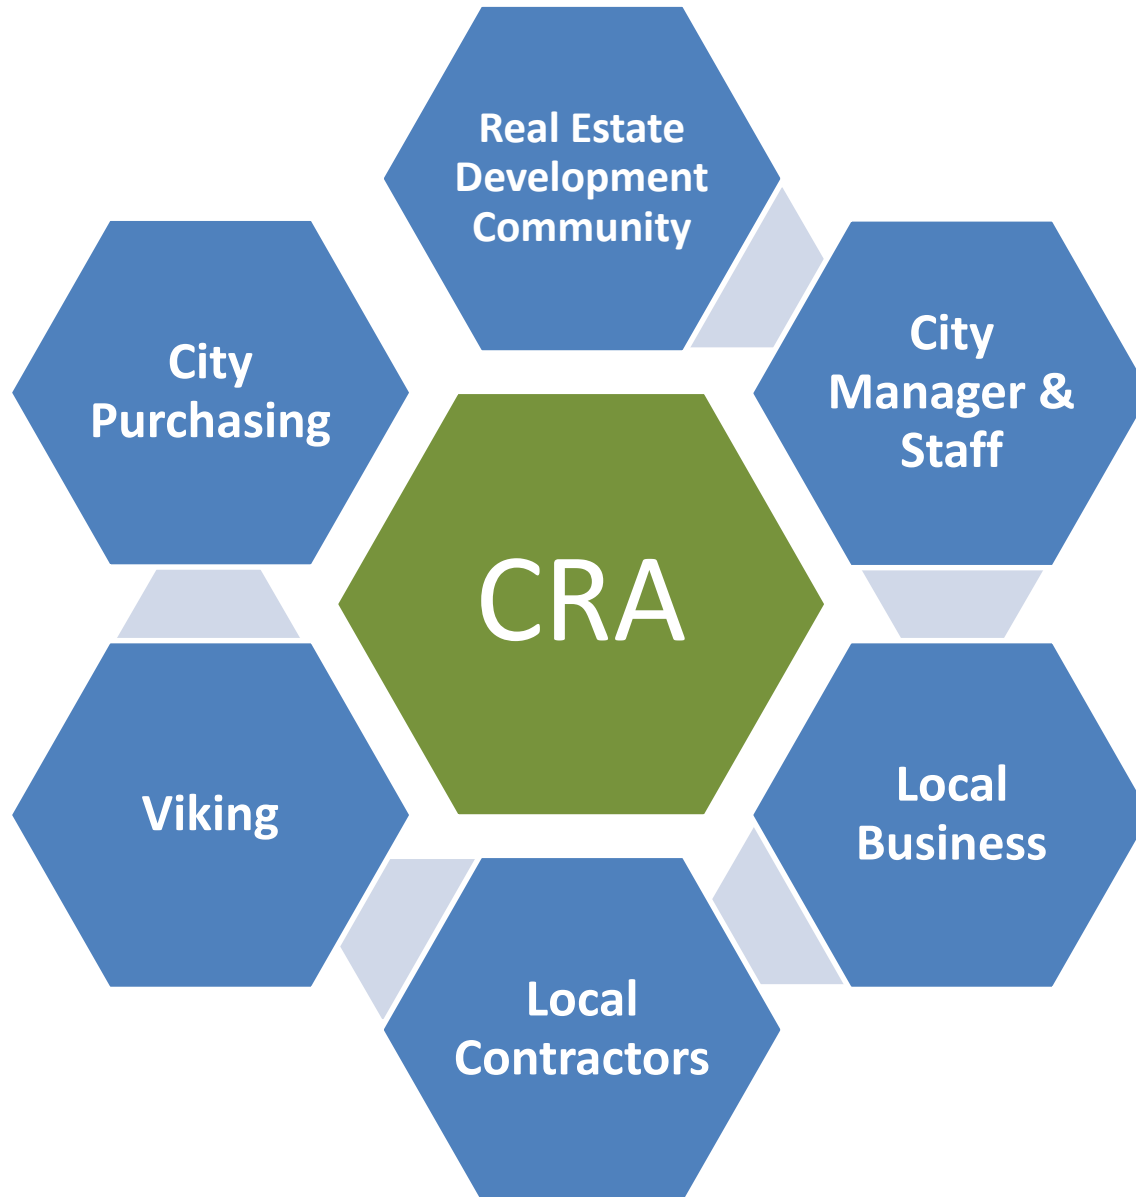 Real Estate
Development
Community
City
Manager &
Staff
City
Purchasing
CRA
Local
Business
Viking
Local
Contractors